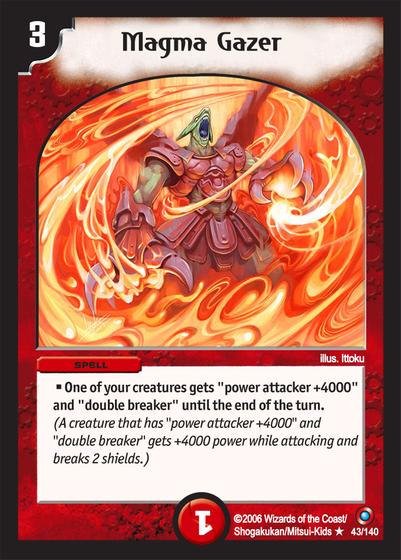 3
Magma Gazer
illus. Ittoku
SPELL
▪ One of your creatures gets "power attacker +4000"
and "double breaker" until the end of the turn.
(A creature that has "power attacker +4000" and
"double breaker" gets +4000 power while attacking and
breaks 2 shields.)
1
©2006 Wizards of the Coast/
Shogakukan/Mitsui-Kids ★ 43/140